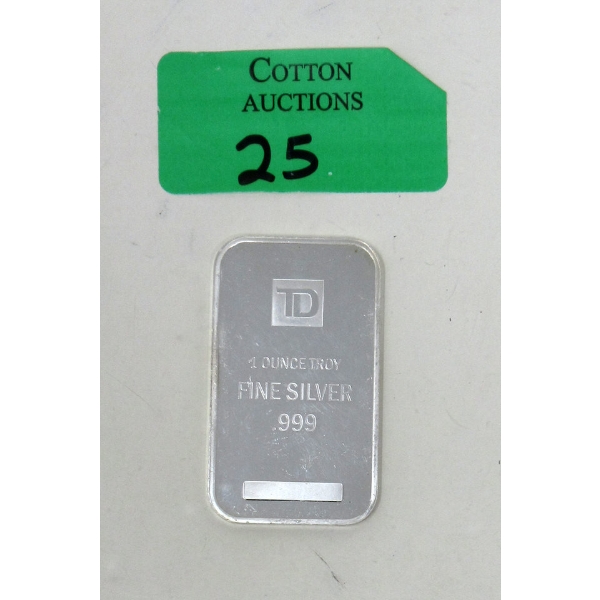 COTTON
AUCTIONS
25
TD
1 OUNCE TROY
FINE SILVER
.999